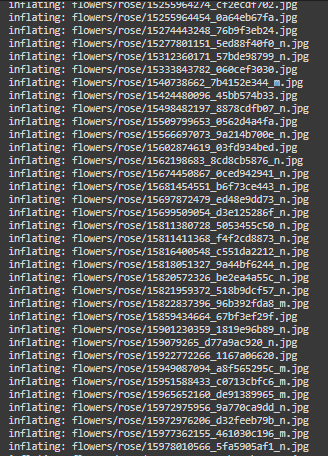 inflating: flowers/rose/15255964274_cf2ecdf702.jpg
inflating: flowers/rose/15255964454_0a64eb67fa.jpg
inflating: flowers/rose/15274443248_76b9f3eb24.jpg
inflating: flowers/rose/15277801151_5ed88f40f0_n.jpg
inflating: flowers/rose/15312360171_57bde98799_n.jpg
inflating: flowers/rose/15333843782_060cef3030.jpg
inflating: flowers/rose/1540738662_7b4152e344_m.jpg
inflating: flowers/rose/15424480096_45bb574b33.jpg
inflating: flowers/rose/15498482197_8878cdfb07_n.jpg
inflating: flowers/rose/15509799653_0562d4a4fa.jpg
inflating: flowers/rose/15566697073_9a214b700e_n.jpg
inflating: flowers/rose/15602874619_03fd934bed.jpg
inflating: flowers/rose/1562198683_8cd8cb5876_n.jpg
inflating: flowers/rose/15674450867_0ced942941_n.jpg
inflating: flowers/rose/15681454551_b6f73ce443_n.jpg
inflating: flowers/rose/15697872479_ed48e9dd73_n.jpg
inflating: flowers/rose/15699509054_d3e125286f_n.jpg
inflating: flowers/rose/15811380728_5053455c50_n.jpg
inflating: flowers/rose/15811411368_f4f2cd8873_n.jpg
inflating: flowers/rose/15816400548_c551da2212_n.jpg
inflating: flowers/rose/15818051327_9a44bf6244_n.jpg
inflating: flowers/rose/15820572326_be2ea4a55c_n.jpg
inflating: flowers/rose/15821959372_518b9dcf57_n.jpg
inflating: flowers/rose/15822837396_96b392fda8_m.jpg
inflating: flowers/rose/15859434664_67bf3ef29f.jpg
inflating: flowers/rose/15901230359_1819e96b89_n.jpg
inflating: flowers/rose/159079265_d77a9ac920_n.jpg
inflating: flowers/rose/15922772266_1167a06620.jpg
inflating: flowers/rose/15949087094_a8f565295c_m.jpg
inflating: flowers/rose/15951588433_c0713cbfc6_m.jpg
inflating: flowers/rose/15965652160_de91389965_m.jpg
inflating: flowers/rose/15972975956_9a770ca9dd_n.jpg
inflating: flowers/rose/15972976206_d32feeb79b_n.jpg
inflating: flowers/rose/15977362155_461030c196_m.jpg
inflating: flowers/rose/15978010566_5fa5905af1_n.jpg